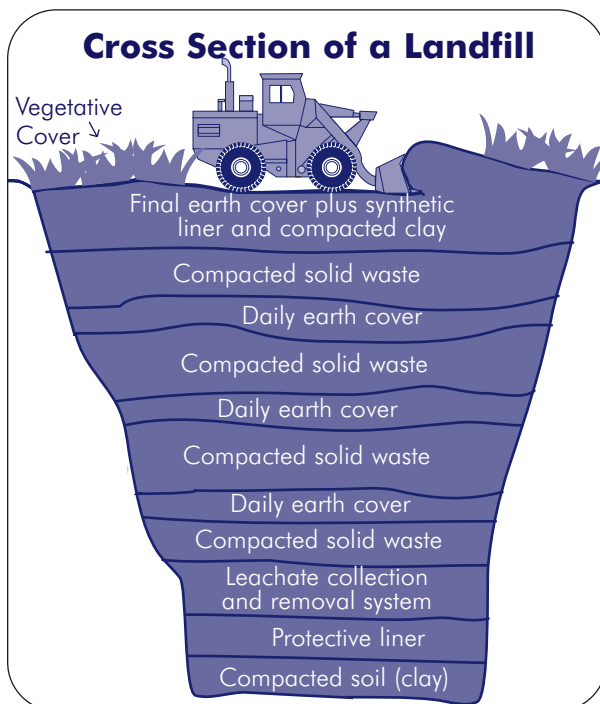 Cross Section of a Landfill
Vegetative
Cover
Final earth cover plus synthetic
liner and compacted clay
Compacted solid waste
Daily earth cover
Compacted solid waste
Daily earth cover
Compacted solid waste
Daily earth cover
Compacted solid waste
Leachate collection
and removal system
Protective liner
Compacted soil (clay)